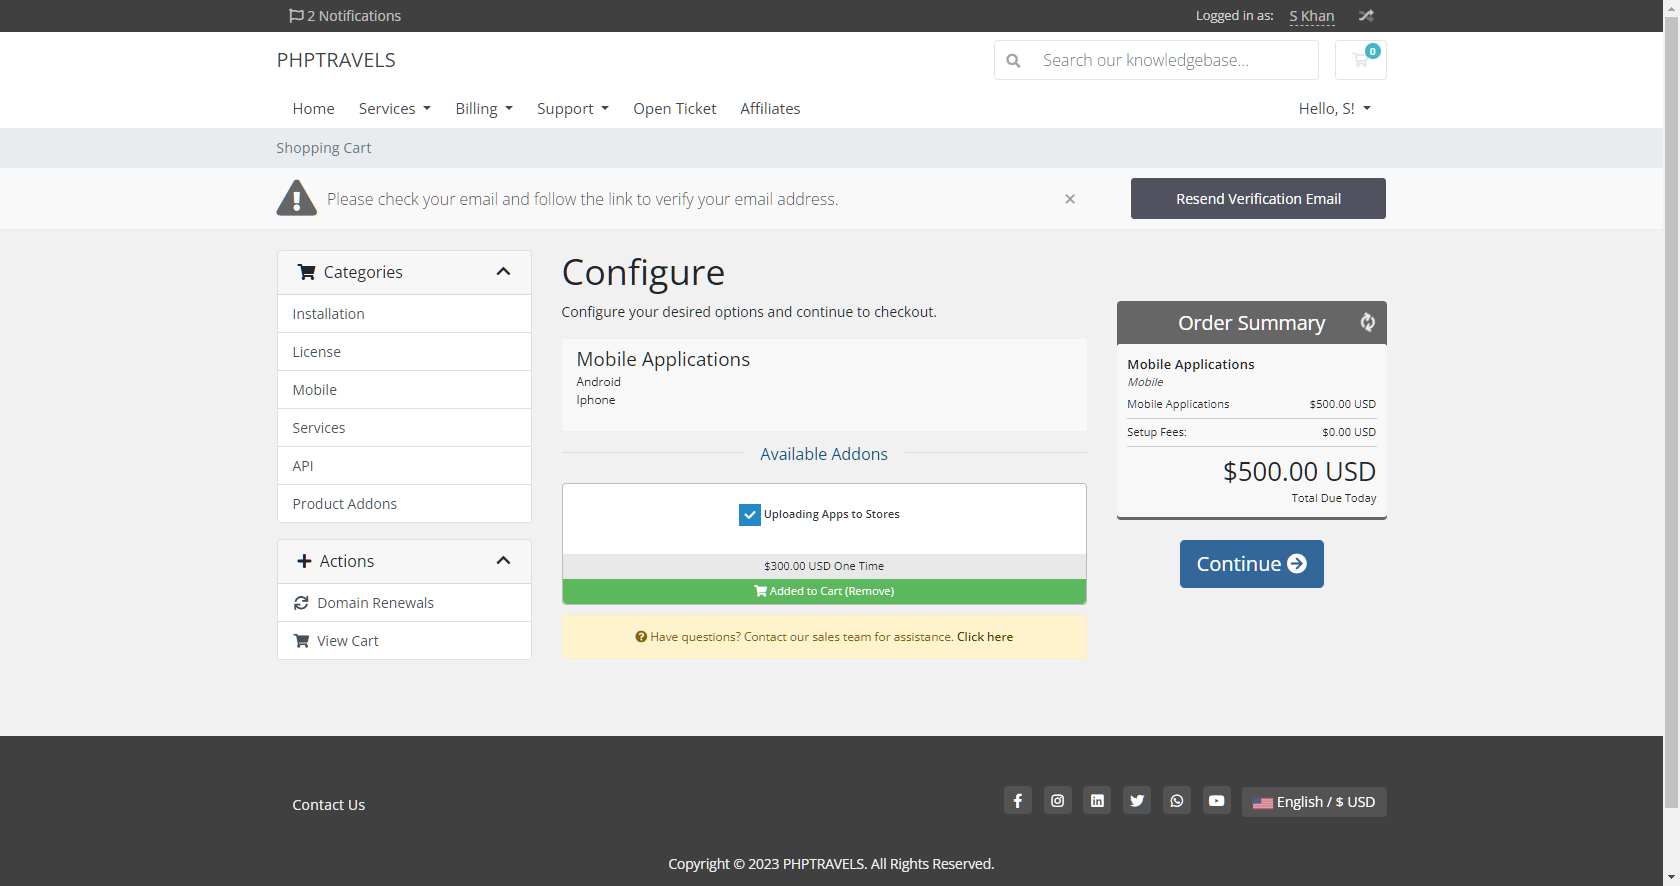 2 Notifications
Logged in as: S Khan
PHPTRAVELS
Search our knowledgebase...
0
Home Services Billing Support Open Ticket Affiliates Hello, S!
Shopping Cart
Please check your email and follow the link to verify your email address.
×
Resend Verification Email
Categories
Installation
License
Mobile
Services
API
Product Addons
Actions
Domain Renewals
View Cart
Configure
Configure your desired options and continue to checkout.
Mobile Applications
Android
Iphone
Available Addons
Uploading Apps to Stores
$300.00 USD One Time
Added to Cart (Remove)
Have questions? Contact our sales team for assistance. Click here
Order Summary
Mobile Applications
Mobile
Mobile Applications $500.00 USD
Setup Fees: $0.00 USD
$500.00 USD
Total Due Today
Continue
Contact Us
English / $ USD
Copyright © 2023 PHPTRAVELS. All Rights Reserved.